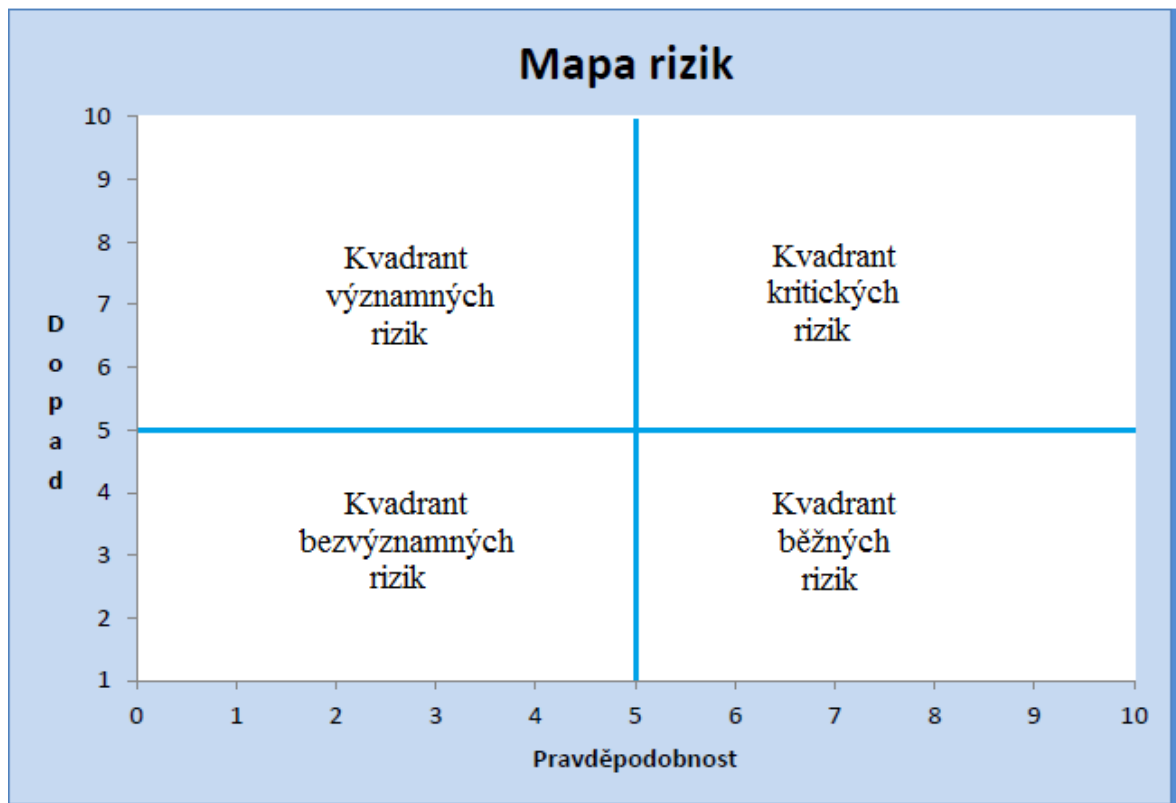 Mapa rizik
10
9
8
7
6
5
4
3
2
1
D
o
p
a
d
Kvadrant
významných
rizik
Kvadrant
kritických
rizik
Kvadrant
bezvýznamných
rizik
Kvadrant
běžných
rizik
0 1 2 3 4 5 6 7 8 9 10
Pravděpodobnost